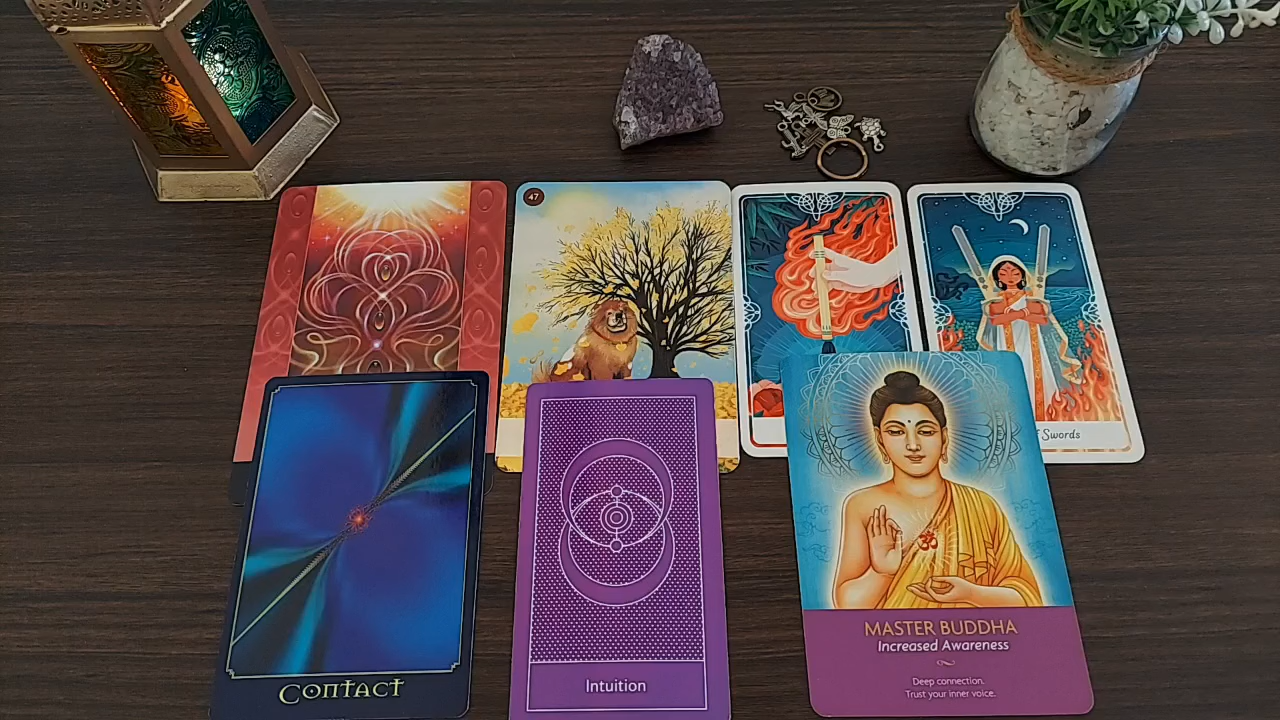 47
f Swords
Contact
Intuition
MASTER BUDDHA
Increased Awareness
Deep connection.
Trust your inner voice.